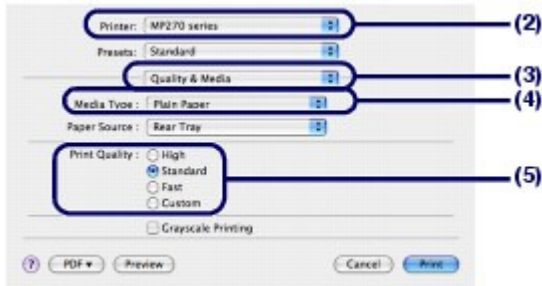 Printer: MP270 series (2)
Presets: Standard
Quality & Media (3)
Media Type : Plain Paper (4)
Paper Source : Rear Tray
Print Quality : High
Standard (5)
Fast
Custom
Grayscale Printing
? PDF ▾ Preview Cancel Print